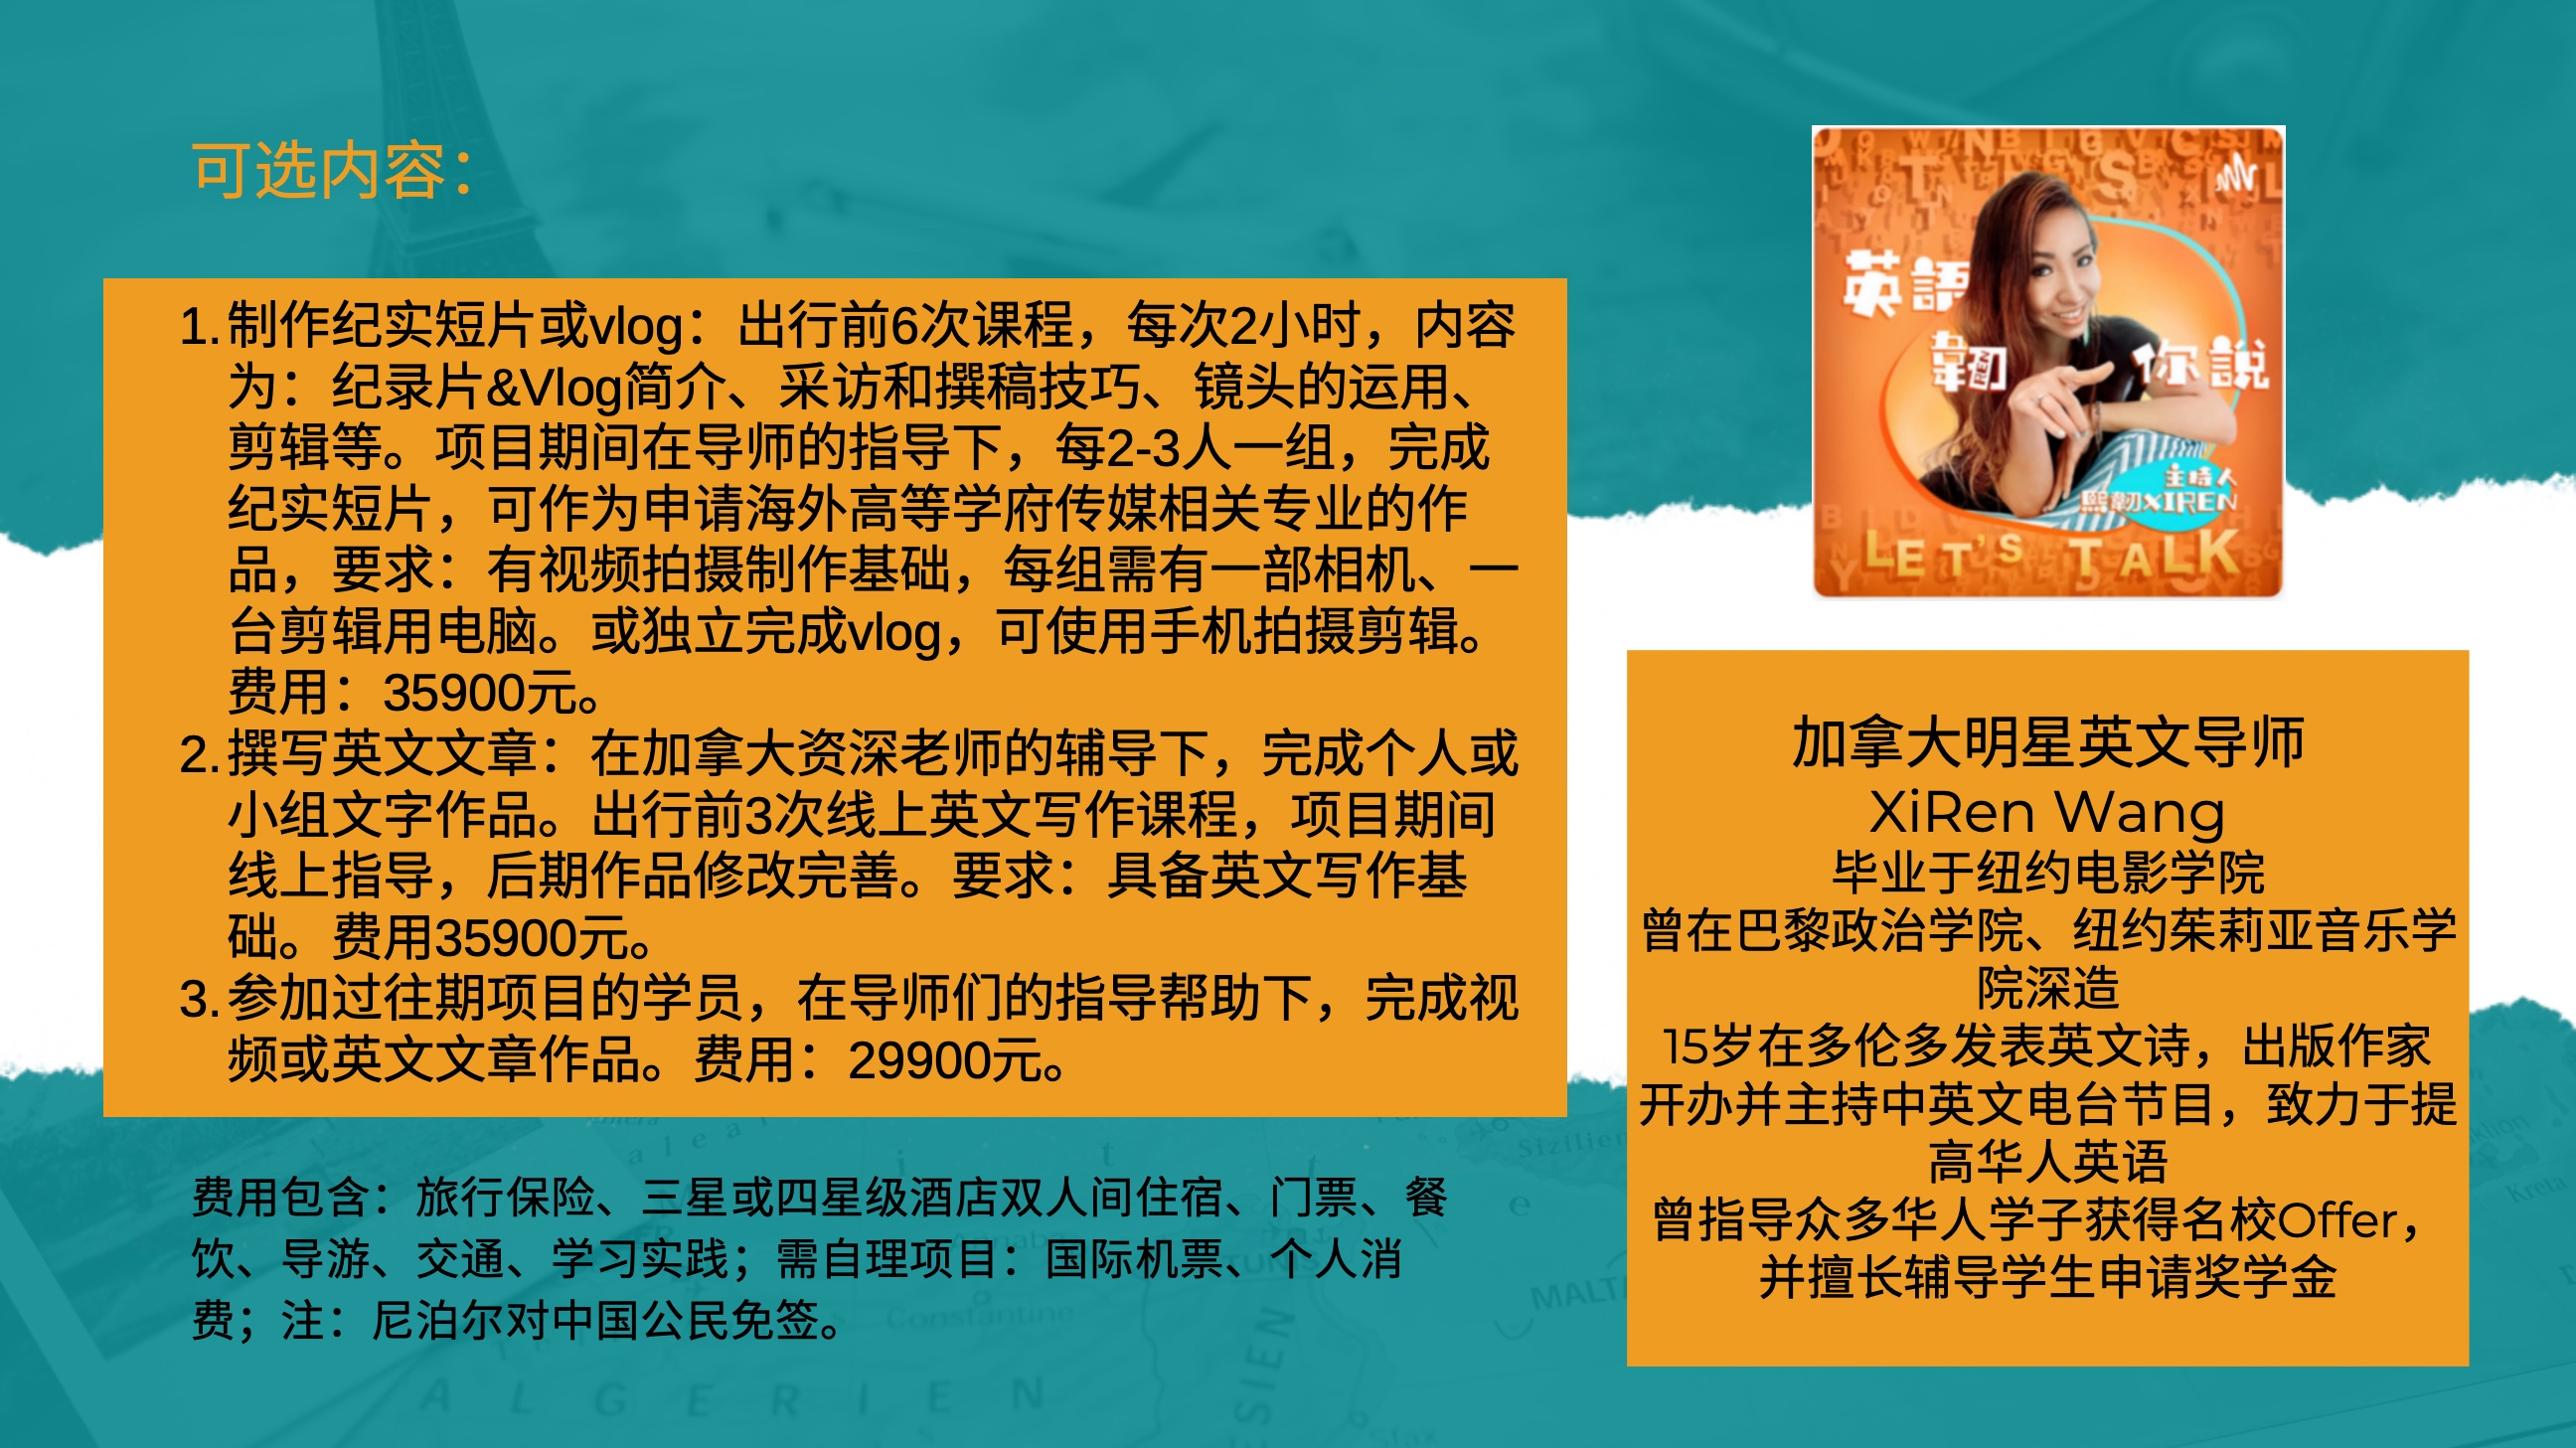 可选内容：
1. 制作纪实短片或vlog：出行前6次课程，每次2小时，内容
为：纪录片&Vlog简介、采访和撰稿技巧、镜头的运用、
剪辑等。项目期间在导师的指导下，每2-3人一组，完成
纪实短片，可作为申请海外高等学府传媒相关专业的作
品，要求：有视频拍摄制作基础，每组需有一部相机、一
台剪辑用电脑。或独立完成vlog，可使用手机拍摄剪辑。
费用：35900元。
2. 撰写英文文章：在加拿大资深老师的辅导下，完成个人或
小组文字作品。出行前3次线上英文写作课程，项目期间
线上指导，后期作品修改完善。要求：具备英文写作基
础。费用35900元。
3. 参加过往期项目的学员，在导师们的指导帮助下，完成视
频或英文文章作品。费用：29900元。
费用包含：旅行保险、三星或四星级酒店双人间住宿、门票、餐
饮、导游、交通、学习实践；需自理项目：国际机票、个人消
费；注：尼泊尔对中国公民免签。
英語
韌 REN 你說
主持人
熙韌XIREN
LET'S TALK
加拿大明星英文导师
XiRen Wang
毕业于纽约电影学院
曾在巴黎政治学院、纽约茱莉亚音乐学
院深造
15岁在多伦多发表英文诗，出版作家
开办并主持中英文电台节目，致力于提
高华人英语
曾指导众多华人学子获得名校Offer，
并擅长辅导学生申请奖学金
ALGERIEN
Constantine
Annaba
TUNIS
MALTA
Sizilien
Kreta
Sfax